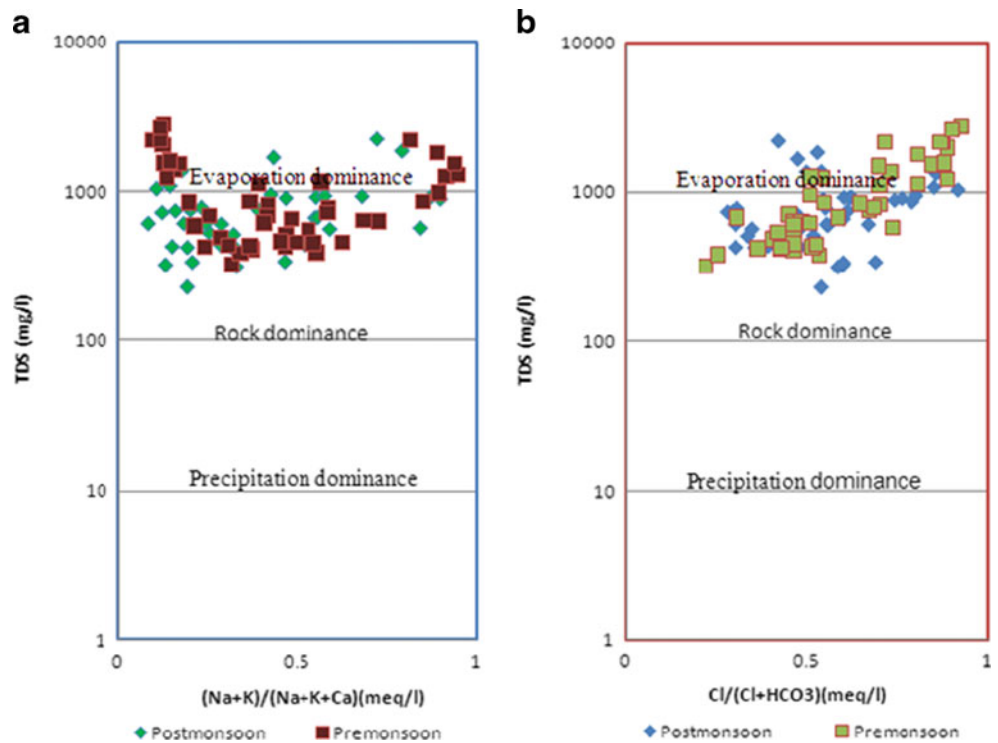 a
10000
1000
100
10
1
TDS (mg/l)
Evaporation dominance
Rock dominance
Precipitation dominance
0
0.5
1
(Na+K)/(Na+K+Ca)(meq/l)
Postmonsoon
Premonsoon
b
10000
1000
100
10
1
TDS (mg/l)
Evaporation dominance
Rock dominance
Precipitation dominance
0
0.5
1
Cl/(Cl+HCO3)(meq/l)
Postmonsoon
Premonsoon